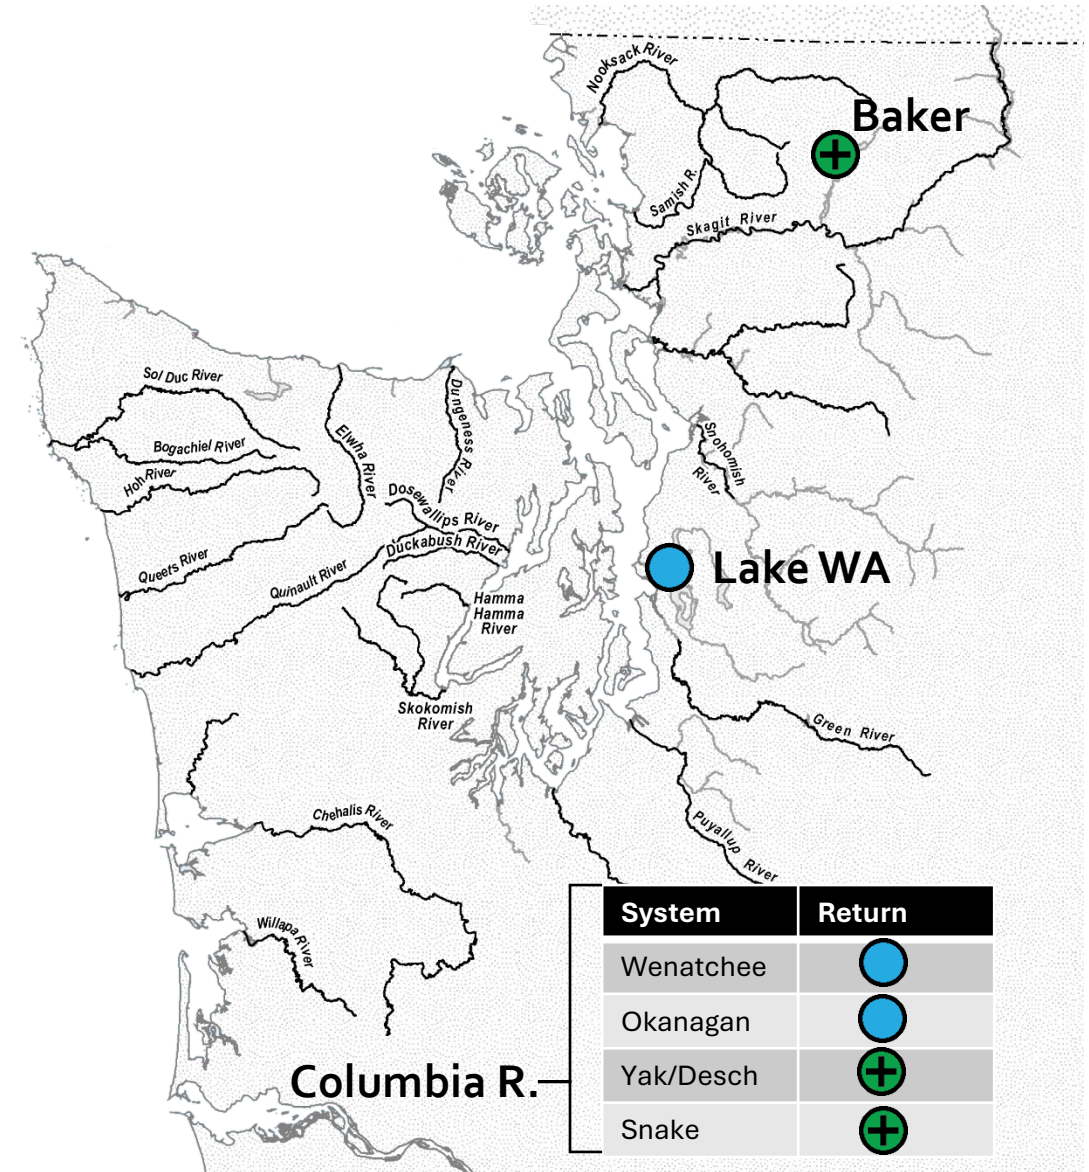 Nooksack River
Baker
Samish R.
Skagit River
Sol Duc River
Bogachiel River
Hoh River
Elwha River
Dungeness River
Snohomish
River
Dosewallips River
Duckabush River
Queets River
Quinault River
Lake WA
Hamma
Hamma
River
Skokomish
River
Green River
Chehalis River
Puyallup
River
Willapa River
System Return
Wenatchee
Okanagan
Yak/Desch
Snake
Columbia R.